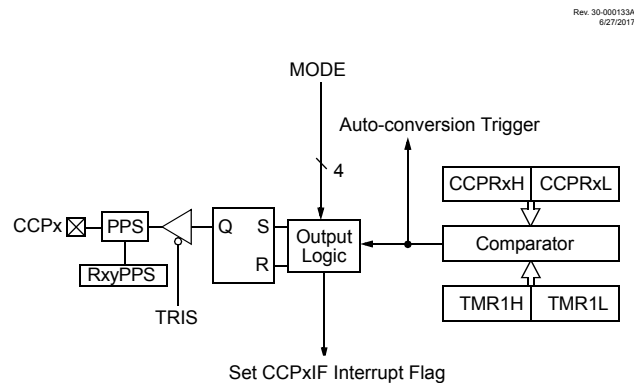 Rev. 30-000133A
6/27/2017
MODE
Auto-conversion Trigger
4
CCPRxH CCPRxL
CCPx PPS Q S Output Logic Comparator
R
RxyPPS
TMR1H TMR1L
TRIS
Set CCPxIF Interrupt Flag